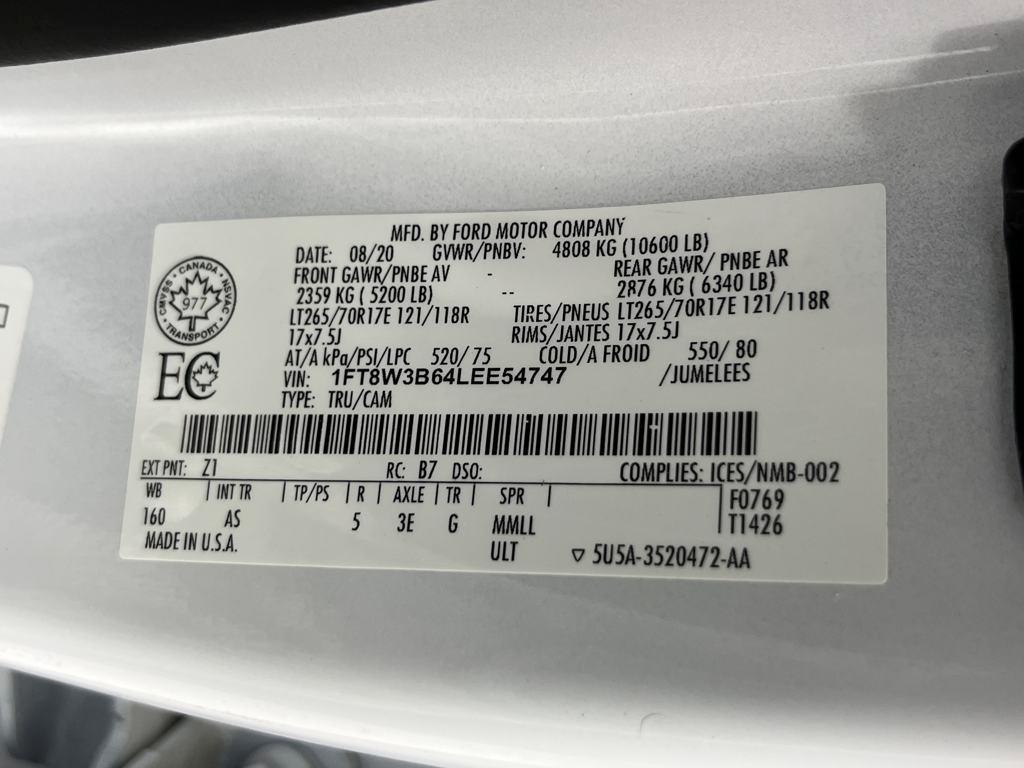 MFD. BY FORD MOTOR COMPANY
DATE: 08/20 GVWR/PNBV: 4808 KG (10600 LB)
FRONT GAWR/PNBE AV - REAR GAWR/ PNBE AR
2359 KG ( 5200 LB) -- 2876 KG ( 6340 LB)
LT265/70R17E 121/118R TIRES/PNEUS LT265/70R17E 121/118R
17x7.5J RIMS/JANTES 17x7.5J
AT/A kPa/PSI/LPC 520/ 75 COLD/A FROID 550/ 80
VIN: 1FT8W3B64LEE54747 /JUMELEES
TYPE: TRU/CAM
CANADA
CMVSS • NSVAC
977
TRANSPORT
EC
EXT PNT: Z1 RC: B7 DSO: COMPLIES: ICES/NMB-002
WB | INT TR | TP/PS | R | AXLE | TR | SPR | F0769
160 AS 5 3E G MMLL T1426
MADE IN U.S.A. ULT ▽ 5U5A-3520472-AA